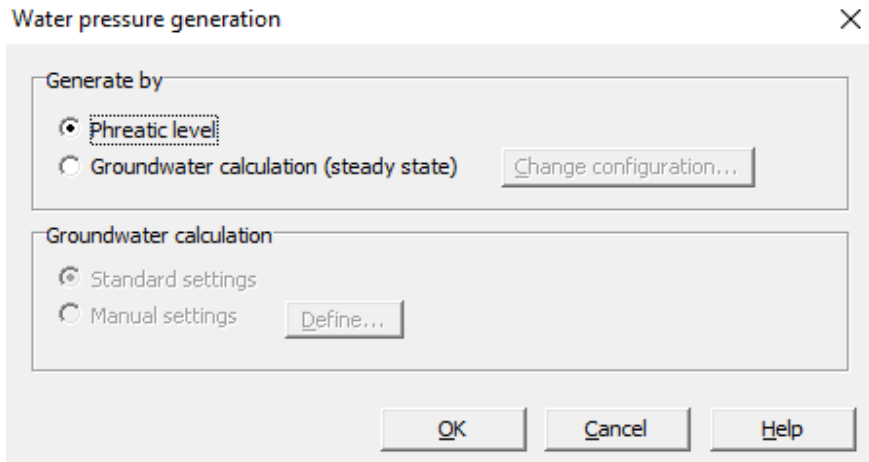 Water pressure generation
Generate by
Phreatic level
Groundwater calculation (steady state) Change configuration...
Groundwater calculation
Standard settings
Manual settings Define...
OK Cancel Help